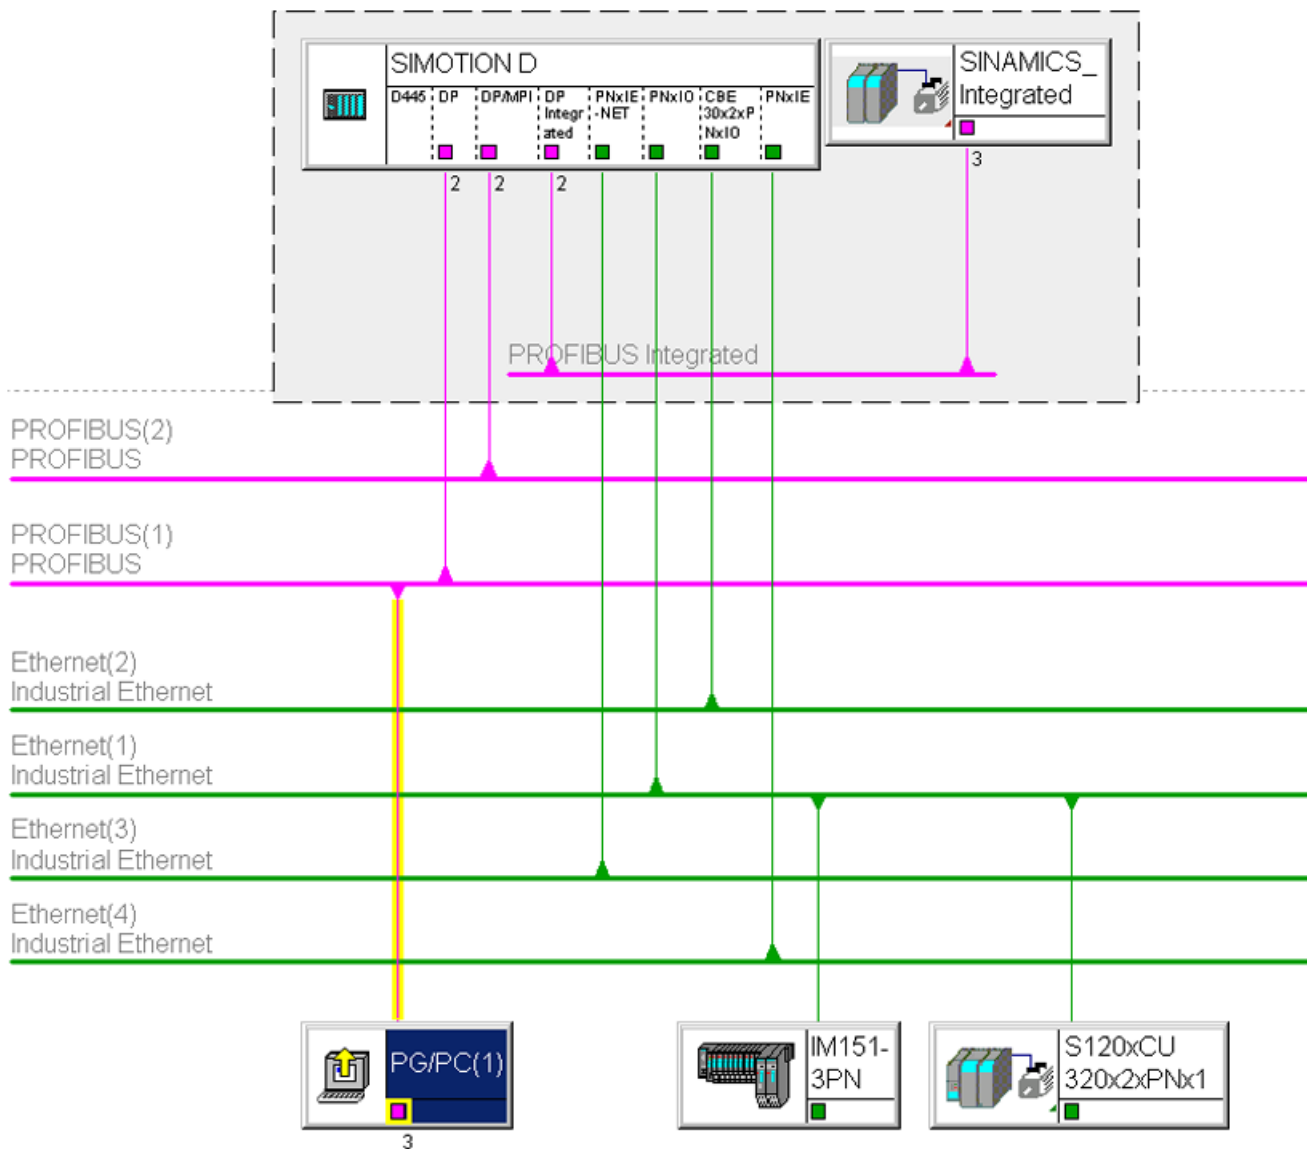 SIMOTION D
D445
DP
DP/MPI
DP
Integr
ated
PNxIE
-NET
PNxIO
CBE
30x2xP
NxIO
PNxIE
2
2
2
SINAMICS_
Integrated
3
PROFIBUS Integrated
PROFIBUS(2)
PROFIBUS
PROFIBUS(1)
PROFIBUS
Ethernet(2)
Industrial Ethernet
Ethernet(1)
Industrial Ethernet
Ethernet(3)
Industrial Ethernet
Ethernet(4)
Industrial Ethernet
PG/PC(1)
3
IM151-
3PN
S120xCU
320x2xPNx1